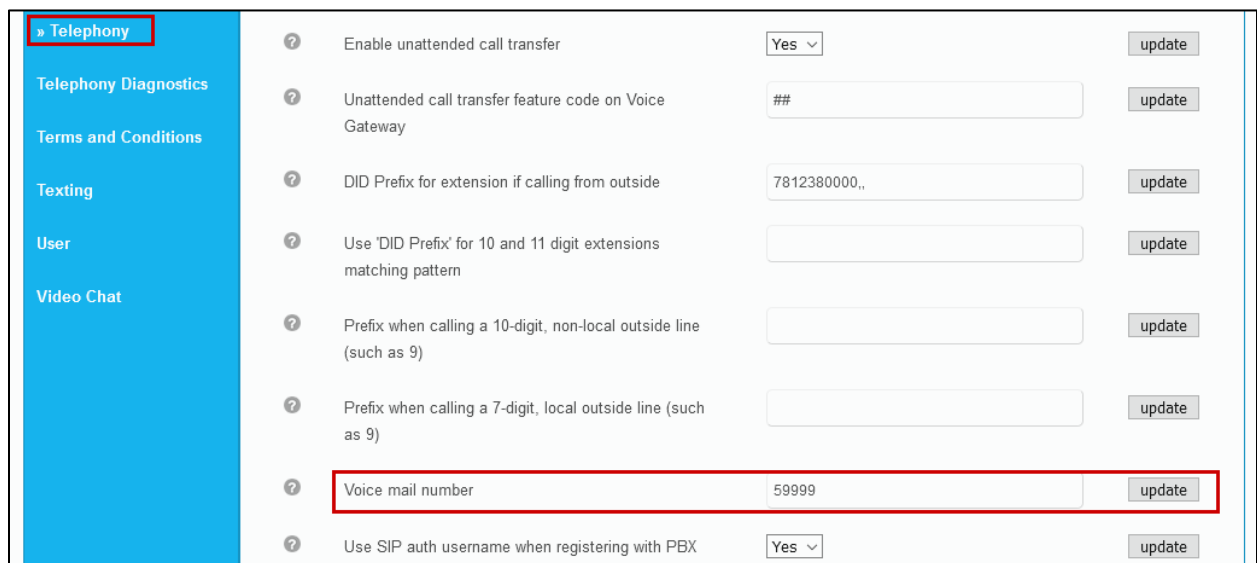 » Telephony
Telephony Diagnostics
Terms and Conditions
Texting
User
Video Chat
? Enable unattended call transfer Yes update
? Unattended call transfer feature code on Voice
Gateway
## update
? DID Prefix for extension if calling from outside 7812380000,, update
? Use 'DID Prefix' for 10 and 11 digit extensions
matching pattern
update
? Prefix when calling a 10-digit, non-local outside line
(such as 9)
update
? Prefix when calling a 7-digit, local outside line (such
as 9)
update
? Voice mail number 59999 update
? Use SIP auth username when registering with PBX Yes update